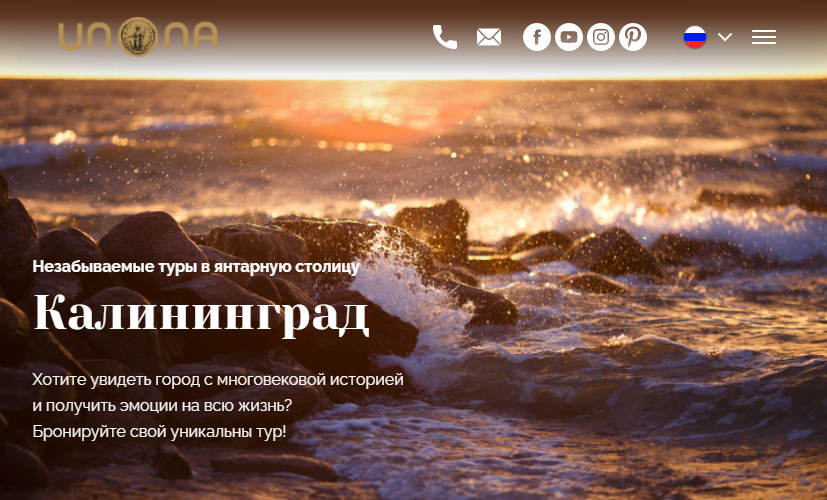 UNONA
Незабываемые туры в янтарную столицу
Калининград
Хотите увидеть город с многовековой историей
и получить эмоции на всю жизнь?
Бронируйте свой уникальны тур!